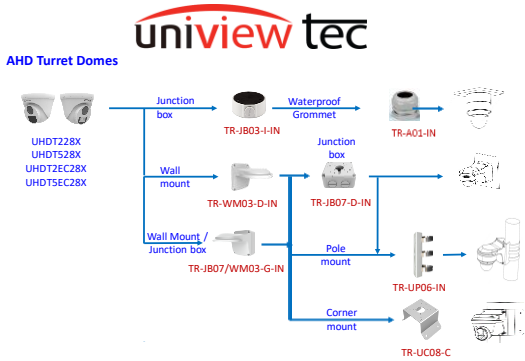 uniview tec
AHD Turret Domes
Junction
box
Waterproof
Grommet
TR-JB03-I-IN
TR-A01-IN
UHDT228X
UHDT528X
UHDT2EC28X
UHDT5EC28X
Junction
box
Wall
mount
TR-WM03-D-IN
TR-JB07-D-IN
Wall Mount /
Junction box
TR-JB07/WM03-G-IN
Pole
mount
TR-UP06-IN
Corner
mount
TR-UC08-C